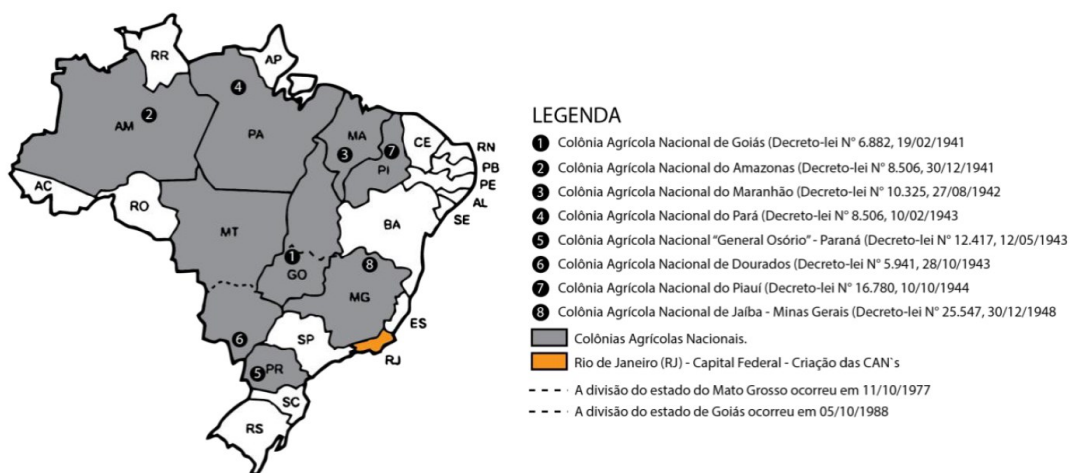 RR
AP
AM
PA
MA
CE
RN
PB
PE
AL
SE
PI
AC
RO
MT
BA
GO
MG
ES
SP
RJ
PR
SC
RS
1
2
3
4
5
6
7
8
LEGENDA
1 Colônia Agrícola Nacional de Goiás (Decreto-lei N° 6.882, 19/02/1941
2 Colônia Agrícola Nacional do Amazonas (Decreto-lei N° 8.506, 30/12/1941
3 Colônia Agrícola Nacional do Maranhão (Decreto-lei N° 10.325, 27/08/1942
4 Colônia Agrícola Nacional do Pará (Decreto-lei N° 8.506, 10/02/1943
5 Colônia Agrícola Nacional "General Osório" - Paraná (Decreto-lei N° 12.417, 12/05/1943
6 Colônia Agrícola Nacional de Dourados (Decreto-lei N° 5.941, 28/10/1943
7 Colônia Agrícola Nacional do Piauí (Decreto-lei N° 16.780, 10/10/1944
8 Colônia Agrícola Nacional de Jaíba - Minas Gerais (Decreto-lei N° 25.547, 30/12/1948
Colônias Agrícolas Nacionais.
Rio de Janeiro (RJ) - Capital Federal - Criação das CAN`s
A divisão do estado do Mato Grosso ocorreu em 11/10/1977
A divisão do estado de Goiás ocorreu em 05/10/1988